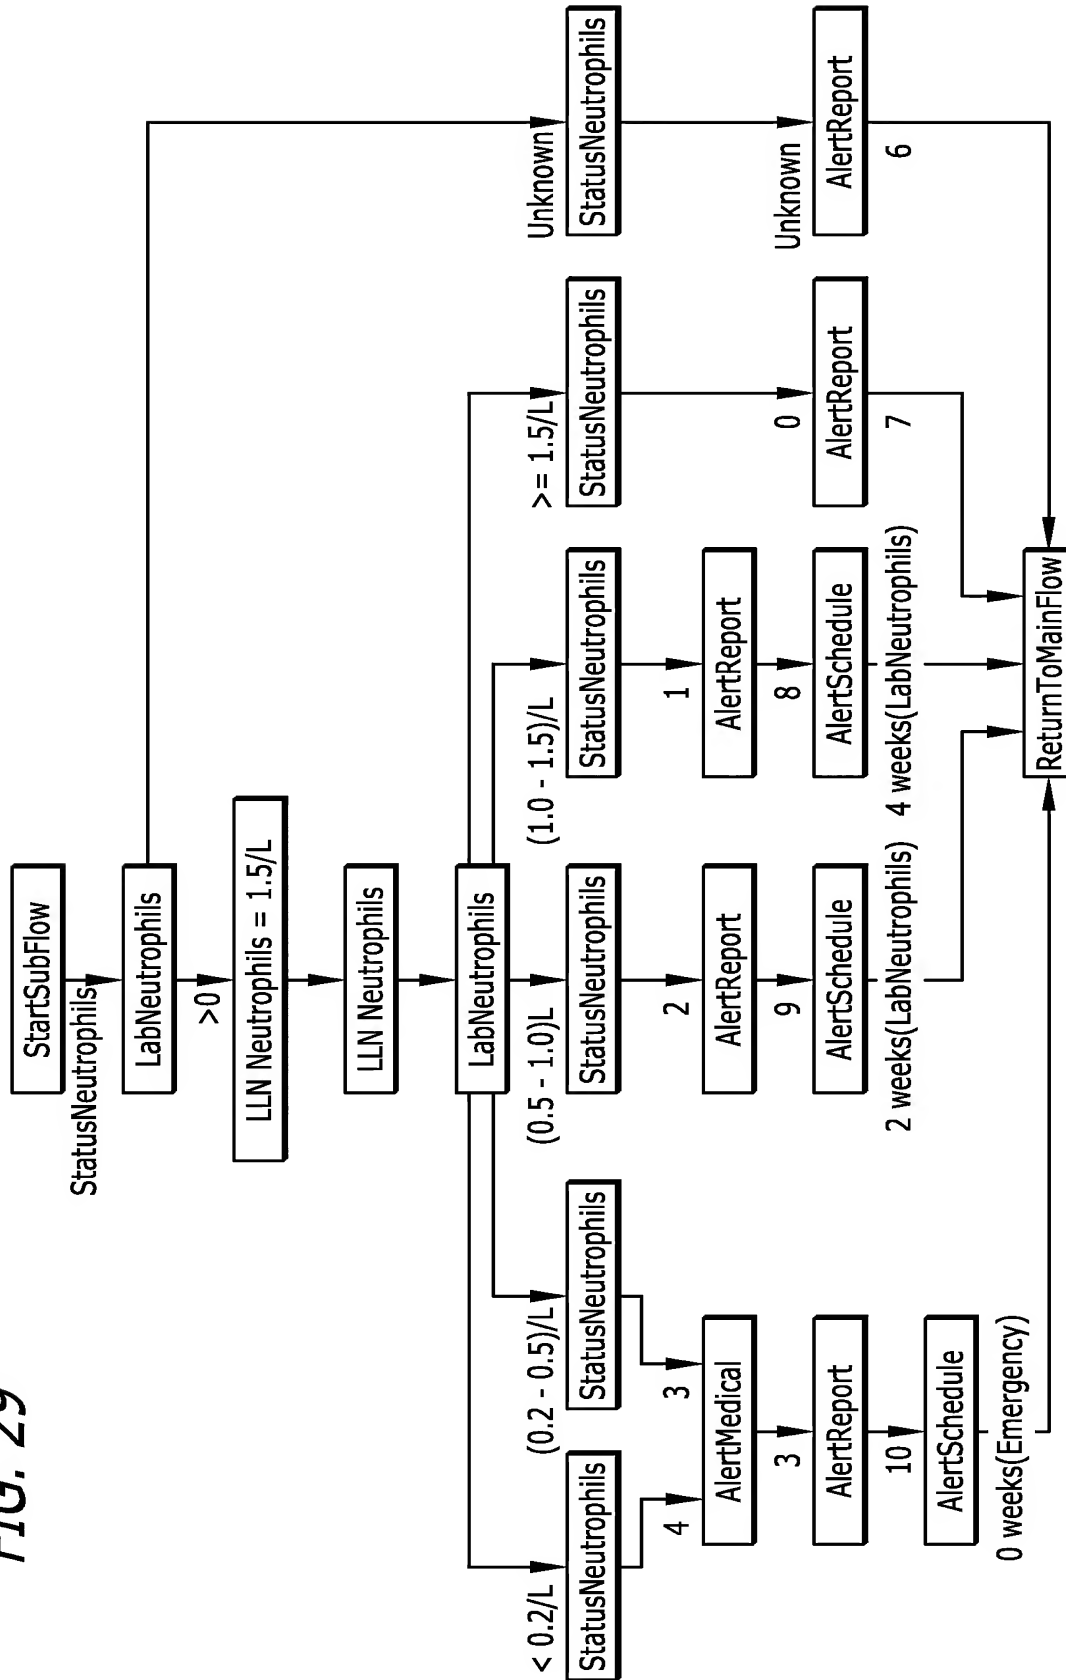 FIG. 29
StartSubFlow
StatusNeutrophils
LabNeutrophils
>0
LLN Neutrophils = 1.5/L
LLN Neutrophils
LabNeutrophils
< 0.2/L
(0.2 - 0.5)/L
(0.5 - 1.0)L
(1.0 - 1.5)/L
>= 1.5/L
Unknown
StatusNeutrophils
StatusNeutrophils
StatusNeutrophils
StatusNeutrophils
StatusNeutrophils
StatusNeutrophils
4
3
2
1
AlertMedical
AlertReport
AlertReport
3
9
8
0
Unknown
AlertReport
AlertSchedule
AlertSchedule
AlertReport
AlertReport
10
2 weeks(LabNeutrophils)
4 weeks(LabNeutrophils)
7
6
AlertSchedule
0 weeks(Emergency)
ReturnToMainFlow